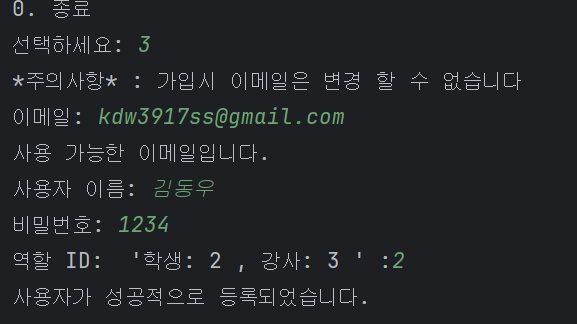 0. 종료
선택하세요: 3
*주의사항* : 가입시 이메일은 변경 할 수 없습니다
이메일: kdw3917ss@gmail.com
사용 가능한 이메일입니다.
사용자 이름: 김동우
비밀번호: 1234
역할 ID:  '학생: 2 , 강사: 3 ' :2
사용자가 성공적으로 등록되었습니다.